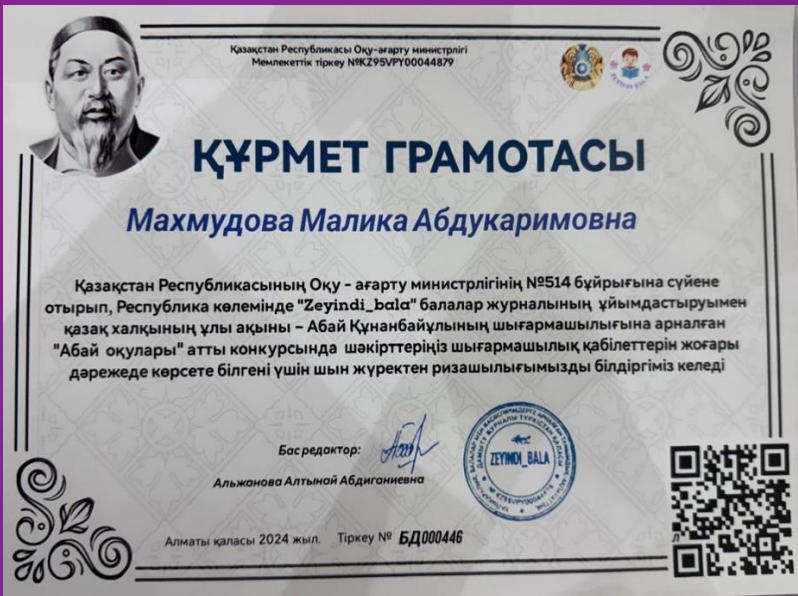 Қазақстан Республикасы Оқу-ағарту министрлігі
Мемлекеттік тіркеу №KZ95VPY00044879
ҚҰРМЕТ ГРАМОТАСЫ
Махмудова Малика Абдукаримовна
Қазақстан Республикасының Оқу - ағарту министрлігінің №514 бұйрығына сүйене
отырып, Республика көлемінде "Zeyindi_bala" балалар журналының ұйымдастыруымен
қазақ халқының ұлы ақыны – Абай Құнанбайұлының шығармашылығына арналған
"Абай оқулары" атты конкурсында шәкірттеріңіз шығармашылық қабілеттерін жоғары
дәрежеде көрсете білгені үшін шын жүректен ризашылығымызды білдіргіміз келеді
Бас редактор:
Альжанова Алтынай Абдиганиевна
ZEYINDI_BALA
Алматы қаласы 2024 жыл. Тіркеу № БД000446